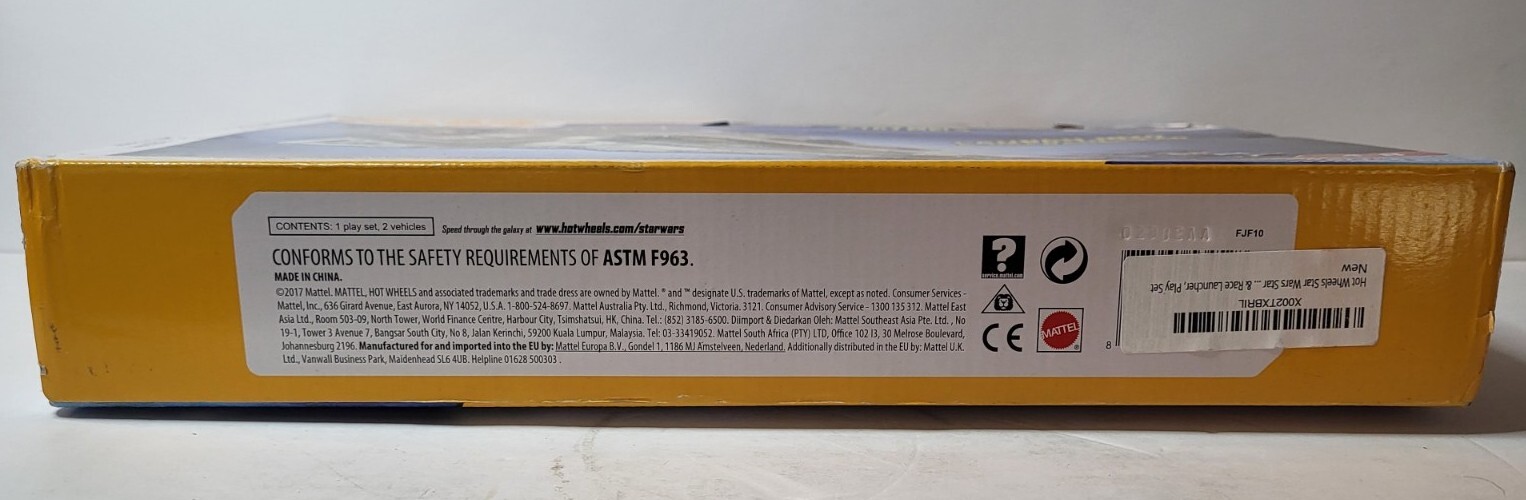 CONTENTS: 1 play set, 2 vehicles
Speed through the galaxy at www.hotwheels.com/starwars
CONFORMS TO THE SAFETY REQUIREMENTS OF ASTM F963.
MADE IN CHINA.
©2017 Mattel. MATTEL, HOT WHEELS and associated trademarks and trade dress are owned by Mattel. ® and ™ designate U.S. trademarks of Mattel, except as noted. Consumer Services -
Mattel, Inc., 636 Girard Avenue, East Aurora, NY 14052, U.S.A. 1-800-524-8697. Mattel Australia Pty. Ltd., Richmond, Victoria. 3121. Consumer Advisory Service - 1300 135 312. Mattel East
Asia Ltd., Room 503-09, North Tower, World Finance Centre, Harbour City, Tsimshatsui, HK, China. Tel.: (852) 3185-6500. Diimport & Diedarkan Oleh: Mattel Southeast Asia Pte. Ltd. , No
19-1, Tower 3 Avenue 7, Bangsar South City, No 8, Jalan Kerinchi, 59200 Kuala Lumpur, Malaysia. Tel: 03-33419052. Mattel South Africa (PTY) LTD, Office 102 I3, 30 Melrose Boulevard,
Johannesburg 2196. Manufactured for and imported into the EU by: Mattel Europa B.V., Gondel 1, 1186 MJ Amstelveen, Nederland. Additionally distributed in the EU by: Mattel U.K.
Ltd., Vanwall Business Park, Maidenhead SL6 4UB. Helpline 01628 500303 .
?
service.mattel.com
CE
MATTEL
®
FJF10
8
X002TXBRIL
Hot Wheels Star Wars Star ... & Race Launcher, Play Set
New